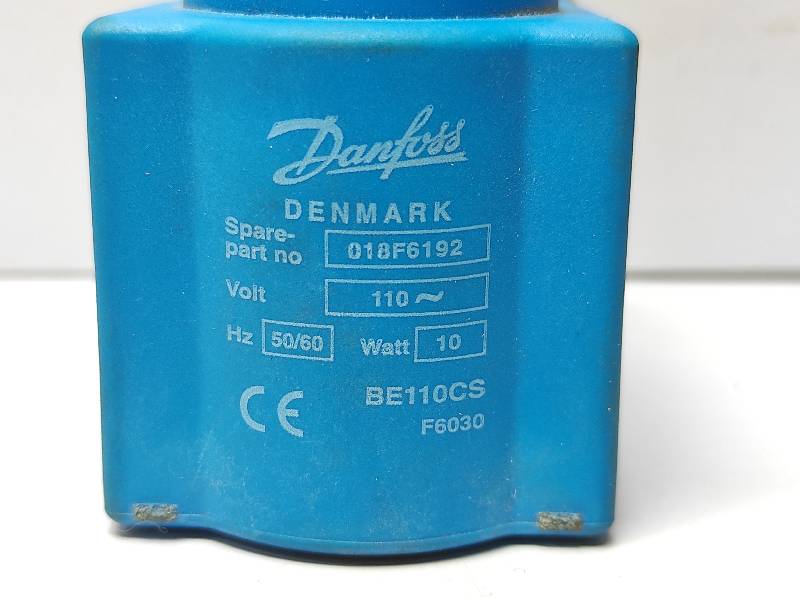 Danfoss
DENMARK
Spare-
part no 018F6192
Volt 110 ~
Hz 50/60 Watt 10
CE BE110CS
F6030